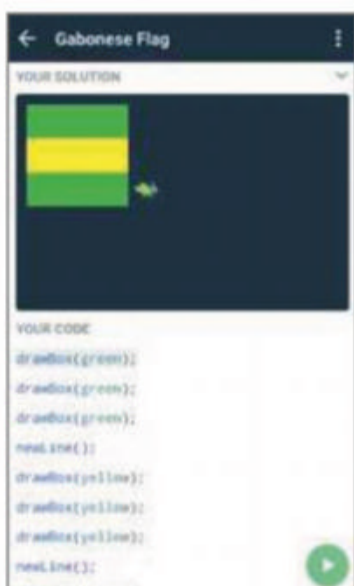 Gabonese Flag
YOUR SOLUTION
YOUR CODE
drawBox(green);
drawBox(green);
drawBox(green);
newLine();
drawBox(yellow);
drawBox(yellow);
drawBox(yellow);
newLine();